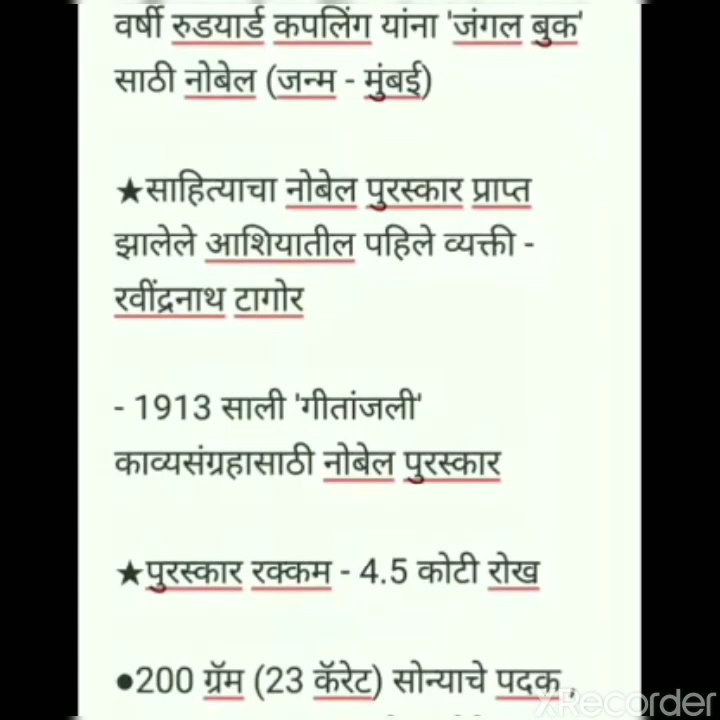 वर्षी रुडयार्ड कपलिंग यांना 'जंगल बुक'
साठी नोबेल (जन्म - मुंबई)
★साहित्याचा नोबेल पुरस्कार प्राप्त
झालेले आशियातील पहिले व्यक्ती -
रवींद्रनाथ टागोर
- 1913 साली 'गीतांजली'
काव्यसंग्रहासाठी नोबेल पुरस्कार
★पुरस्कार रक्कम - 4.5 कोटी रोख
●200 ग्रॅम (23 कॅरेट) सोन्याचे पदक ,
XRecorder